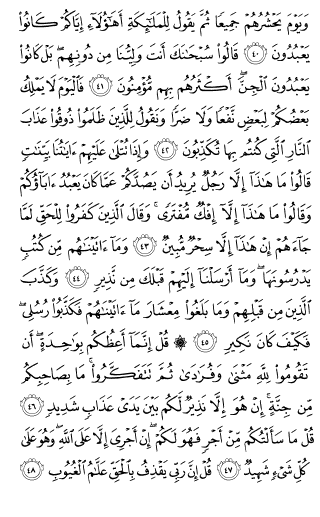 وَيَوْمَ يَحْشُرُهُمْ جَمِيعًا ثُمَّ يَقُولُ لِلْمَلَٰٓئِكَةِ أَهَٰٓؤُلَآءِ إِيَّاكُمْ كَانُوا۟
يَعْبُدُونَ ٤٠ قَالُوا۟ سُبْحَٰنَكَ أَنتَ وَلِيُّنَا مِن دُونِهِم ۖ بَلْ كَانُوا۟
يَعْبُدُونَ ٱلْجِنَّ ۖ أَكْثَرُهُم بِهِم مُّؤْمِنُونَ ٤١ فَٱلْيَوْمَ لَا يَمْلِكُ
بَعْضُكُمْ لِبَعْضٍ نَّفْعًا وَلَا ضَرًّا وَنَقُولُ لِلَّذِينَ ظَلَمُوا۟ ذُوقُوا۟ عَذَابَ
ٱلنَّارِ ٱلَّتِى كُنتُم بِهَا تُكَذِّبُونَ ٤٢ وَإِذَا تُتْلَىٰ عَلَيْهِمْ ءَايَٰتُنَا بَيِّنَٰتٍ
قَالُوا۟ مَا هَٰذَآ إِلَّا رَجُلٌ يُرِيدُ أَن يَصُدَّكُمْ عَمَّا كَانَ يَعْبُدُ ءَابَآؤُكُمْ
وَقَالُوا۟ مَا هَٰذَآ إِلَّآ إِفْكٌ مُّفْتَرًى ۚ وَقَالَ ٱلَّذِينَ كَفَرُوا۟ لِلْحَقِّ لَمَّا
جَآءَهُمْ إِنْ هَٰذَآ إِلَّا سِحْرٌ مُّبِينٌ ٤٣ وَمَآ ءَاتَيْنَٰهُم مِّن كُتُبٍ
يَدْرُسُونَهَا ۖ وَمَآ أَرْسَلْنَآ إِلَيْهِمْ قَبْلَكَ مِن نَّذِيرٍ ٤٤ وَكَذَّبَ
ٱلَّذِينَ مِن قَبْلِهِمْ وَمَا بَلَغُوا۟ مِعْشَارَ مَآ ءَاتَيْنَٰهُمْ فَكَذَّبُوا۟ رُسُلِى ۖ
فَكَيْفَ كَانَ نَكِيرِ ٤٥ ۞ قُلْ إِنَّمَآ أَعِظُكُم بِوَٰحِدَةٍ ۖ أَن
تَقُومُوا۟ لِلَّهِ مَثْنَىٰ وَفُرَٰدَىٰ ثُمَّ تَتَفَكَّرُوا۟ ۚ مَا بِصَاحِبِكُم
مِّن جِنَّةٍ ۚ إِنْ هُوَ إِلَّا نَذِيرٌ لَّكُم بَيْنَ يَدَىْ عَذَابٍ شَدِيدٍ ٤٦
قُلْ مَا سَأَلْتُكُم مِّنْ أَجْرٍ فَهُوَ لَكُمْ ۖ إِنْ أَجْرِىَ إِلَّا عَلَى ٱللَّهِ ۖ وَهُوَ عَلَىٰ
كُلِّ شَىْءٍ شَهِيدٌ ٤٧ قُلْ إِنَّ رَبِّى يَقْذِفُ بِٱلْحَقِّ عَلَّٰمُ ٱلْغُيُوبِ ٤٨